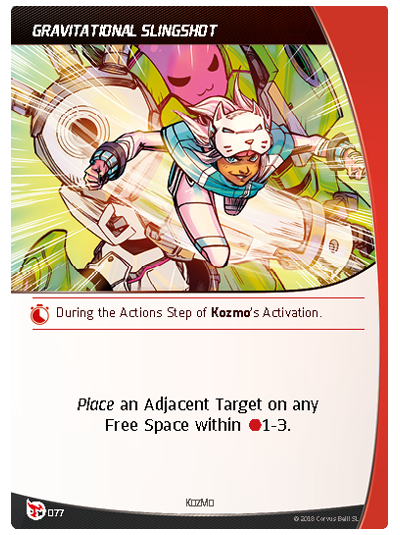 GRAVITATIONAL SLINGSHOT
During the Actions Step of Kozmo's Activation.
Place an Adjacent Target on any
Free Space within 1-3.
KozMo
077
© 2018 Corvus Belli SL